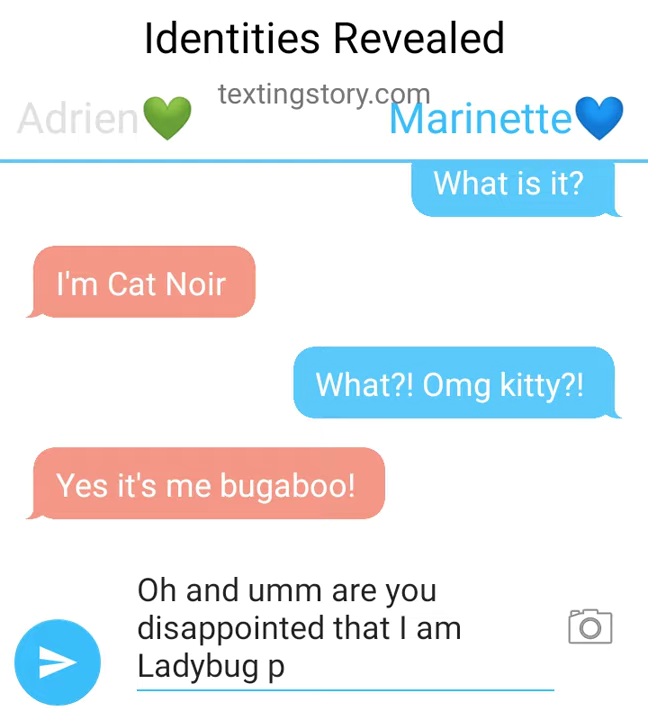 Identities Revealed
textingstory.com
Adrien💚 Marinette💙
What is it?
I'm Cat Noir
What?! Omg kitty?!
Yes it's me bugaboo!
Oh and umm are you
disappointed that I am
Ladybug p